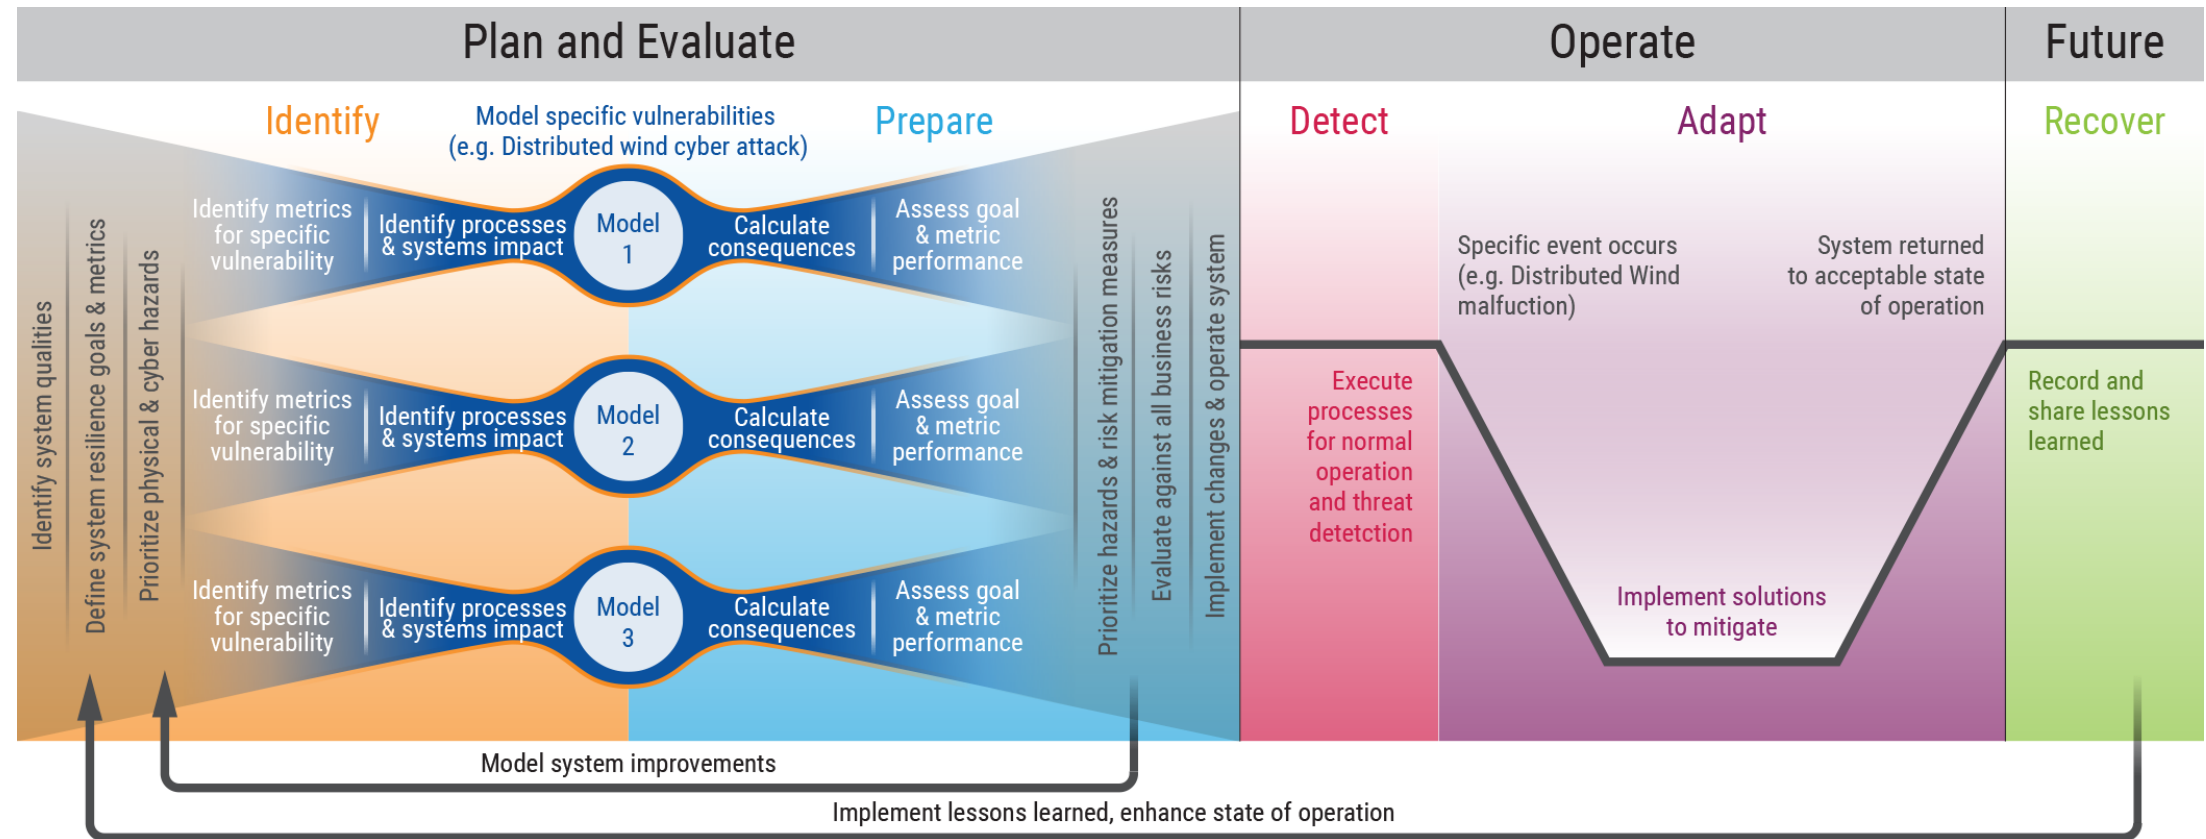 Plan and Evaluate
Operate
Future
Identify
Model specific vulnerabilities
(e.g. Distributed wind cyber attack)
Prepare
Detect
Adapt
Recover
Identify system qualities
Define system resilience goals & metrics
Prioritize physical & cyber hazards
Identify metrics
for specific
vulnerability
Identify processes
& systems impact
Model
1
Calculate
consequences
Assess goal
& metric
performance
Identify metrics
for specific
vulnerability
Identify processes
& systems impact
Model
2
Calculate
consequences
Assess goal
& metric
performance
Identify metrics
for specific
vulnerability
Identify processes
& systems impact
Model
3
Calculate
consequences
Assess goal
& metric
performance
Prioritize hazards & risk mitigation measures
Evaluate against all business risks
Implement changes & operate system
Execute
processes
for normal
operation
and threat
detetction
Specific event occurs
(e.g. Distributed Wind
malfuction)
System returned
to acceptable state
of operation
Implement solutions
to mitigate
Record and
share lessons
learned
Model system improvements
Implement lessons learned, enhance state of operation